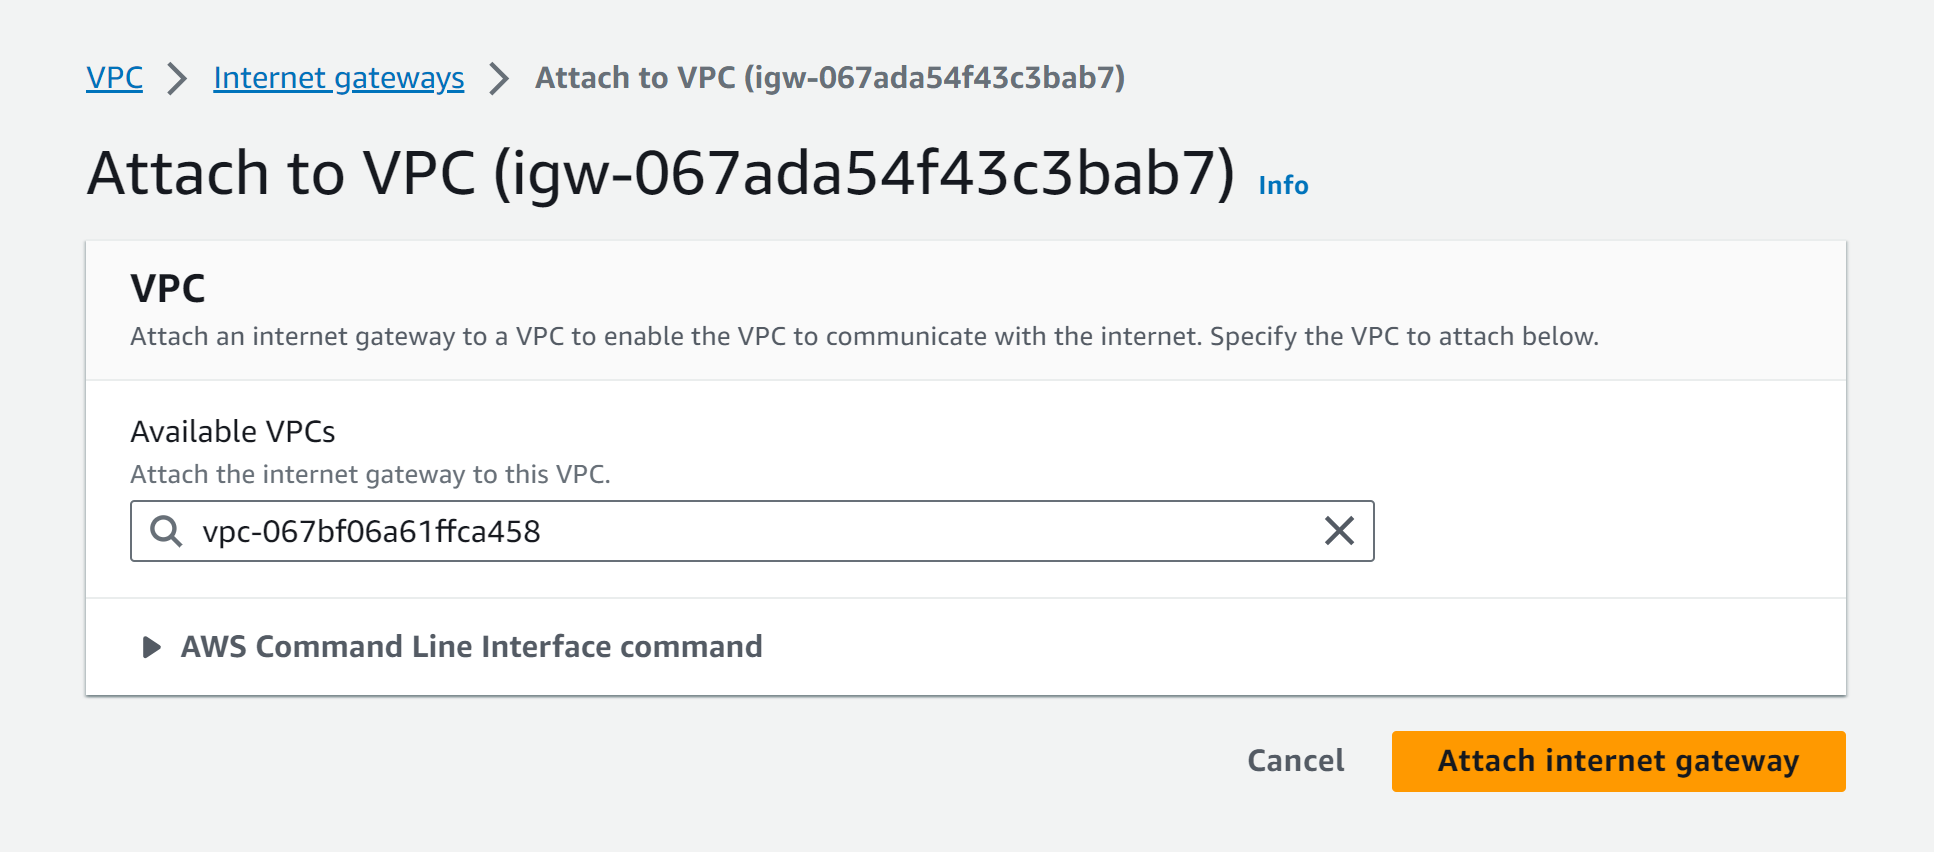 VPC > Internet gateways > Attach to VPC (igw-067ada54f43c3bab7)
Attach to VPC (igw-067ada54f43c3bab7) Info
VPC
Attach an internet gateway to a VPC to enable the VPC to communicate with the internet. Specify the VPC to attach below.
Available VPCs
Attach the internet gateway to this VPC.
vpc-067bf06a61ffca458
AWS Command Line Interface command
Cancel Attach internet gateway